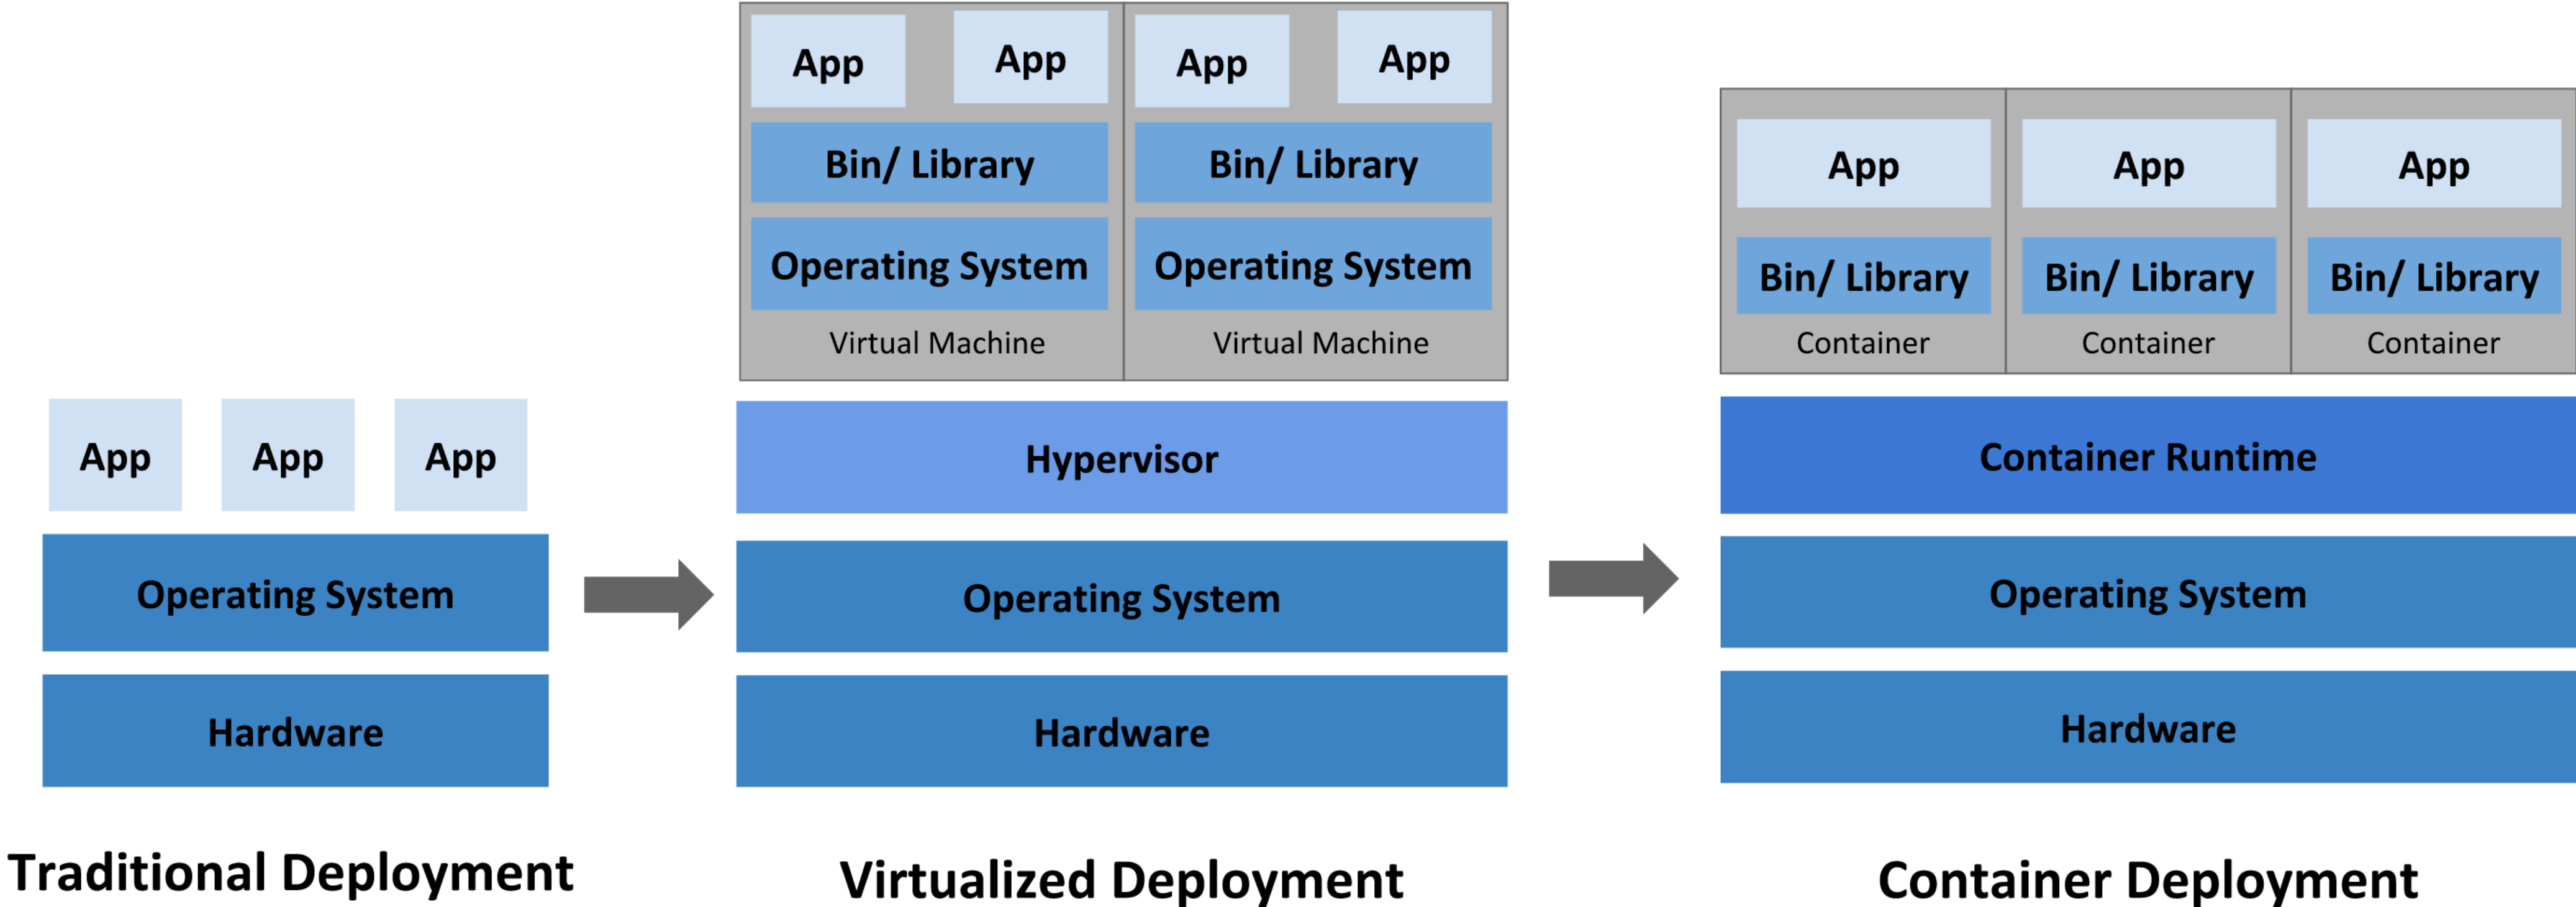 App
App
App
Operating System
Hardware
Traditional Deployment
App
App
Bin/ Library
Operating System
Virtual Machine
App
App
Bin/ Library
Operating System
Virtual Machine
Hypervisor
Operating System
Hardware
Virtualized Deployment
App
Bin/ Library
Container
App
Bin/ Library
Container
App
Bin/ Library
Container
Container Runtime
Operating System
Hardware
Container Deployment